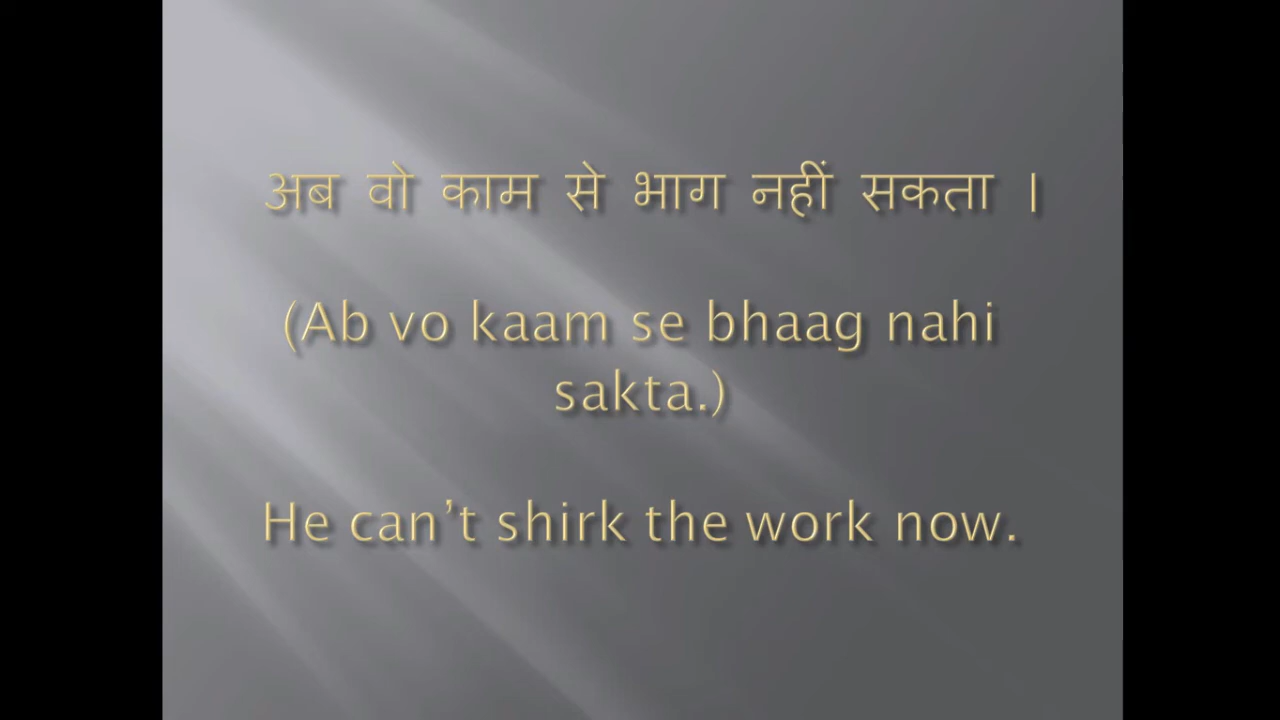 अब वो काम से भाग नहीं सकता ।
(Ab vo kaam se bhaag nahi
sakta.)
He can’t shirk the work now.